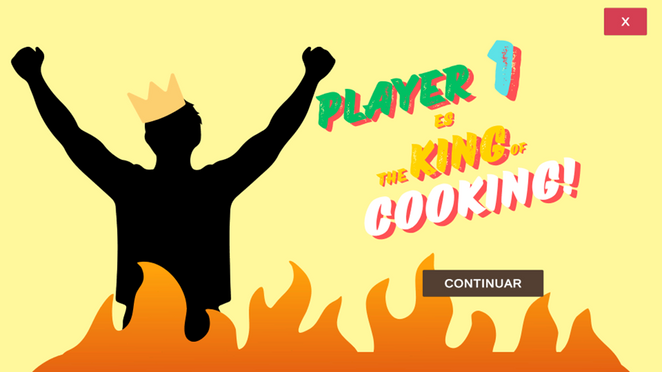 X
PLAYER 1
ES
THE KING OF
COOKING!
CONTINUAR